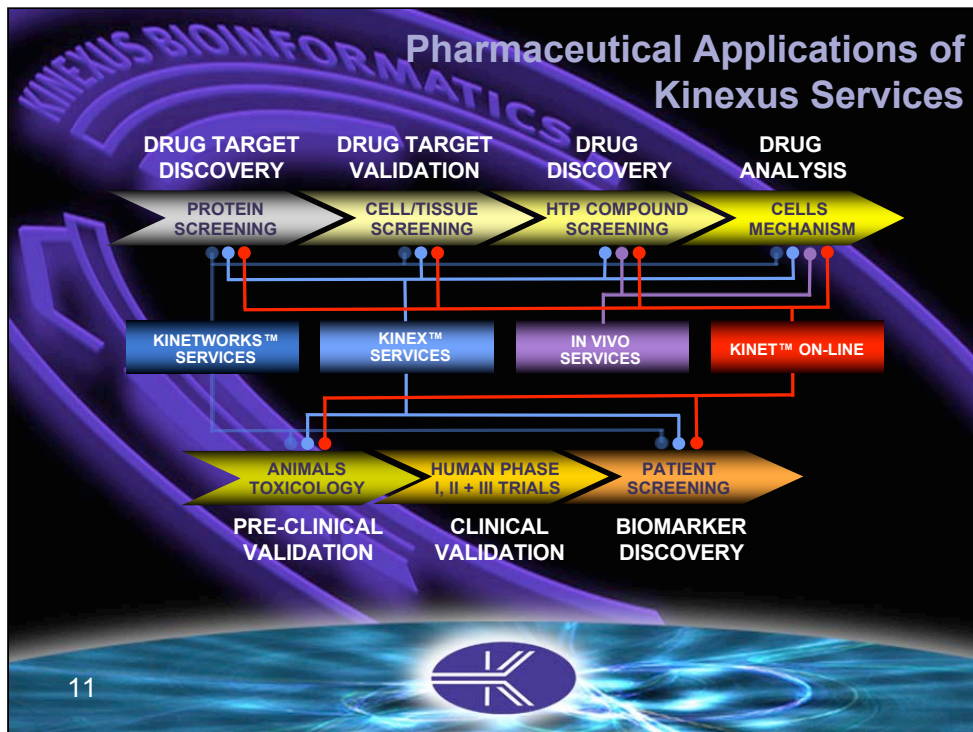 KINEXUS BIOINFORMATICS
Pharmaceutical Applications of
Kinexus Services
DRUG TARGET
DISCOVERY
DRUG TARGET
VALIDATION
DRUG
DISCOVERY
DRUG
ANALYSIS
PROTEIN
SCREENING
CELL/TISSUE
SCREENING
HTP COMPOUND
SCREENING
CELLS
MECHANISM
KINETWORKS™
SERVICES
KINEX™
SERVICES
IN VIVO
SERVICES
KINET™ ON-LINE
ANIMALS
TOXICOLOGY
HUMAN PHASE
I, II + III TRIALS
PATIENT
SCREENING
PRE-CLINICAL
VALIDATION
CLINICAL
VALIDATION
BIOMARKER
DISCOVERY
11